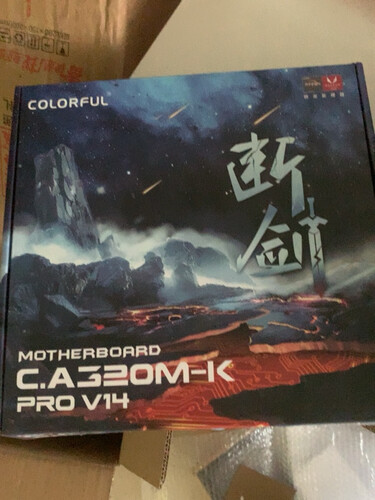 COLORFUL
断
剑
MOTHERBOARD
C.A320M-K
PRO V14